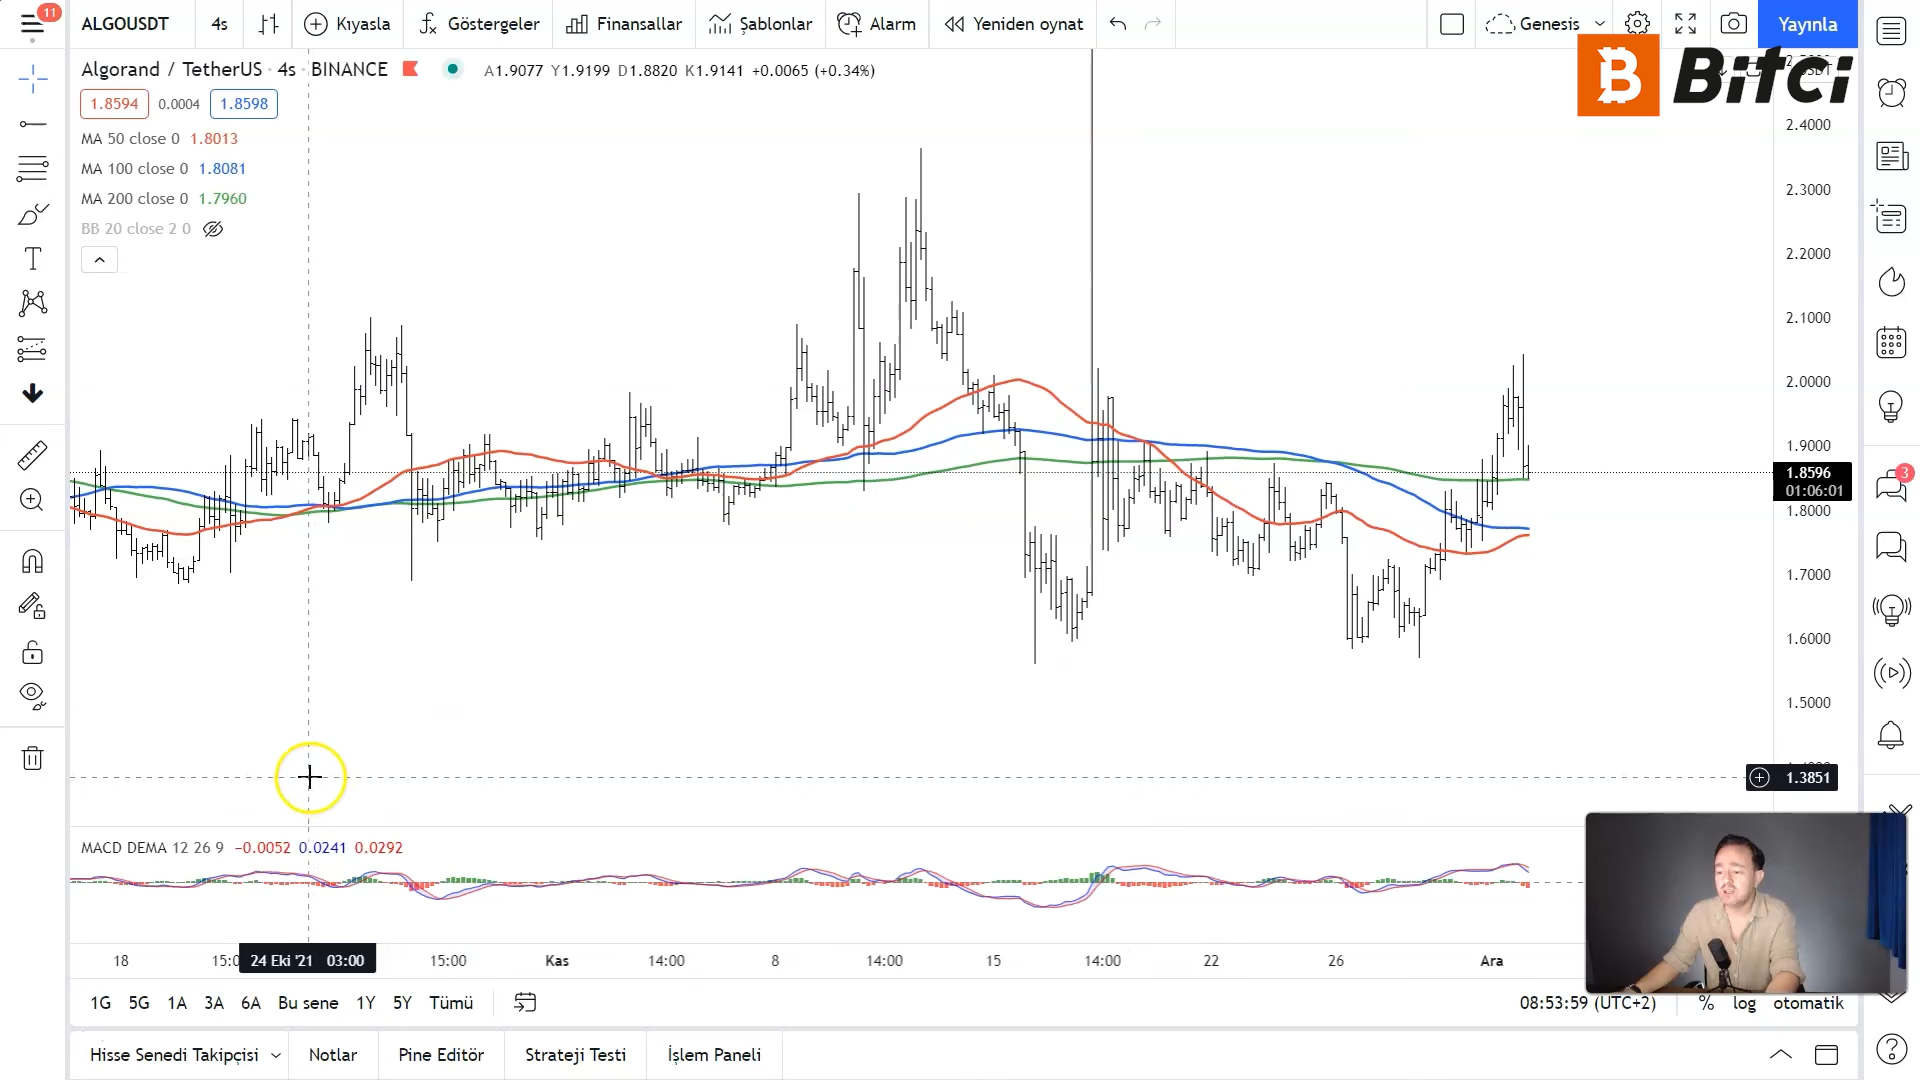 11
ALGOUSDT 4s Kıyasla Göstergeler Finansallar Şablonlar Alarm Yeniden oynat Genesis Yayınla
Algorand / TetherUS · 4s · BINANCE A1.9077 Y1.9199 D1.8820 K1.9141 +0.0065 (+0.34%)
Bitci
1.8594 0.0004 1.8598
MA 50 close 0 1.8013
MA 100 close 0 1.8081
MA 200 close 0 1.7960
BB 20 close 2 0
2.4000
2.3000
2.2000
2.1000
2.0000
1.9000
1.8596
01:06:01
1.8000
1.7000
1.6000
1.5000
1.3851
3
MACD DEMA 12 26 9 −0.0052 0.0241 0.0292
18 24 Eki '21 03:00 15:00 Kas 14:00 8 14:00 15 14:00 22 26 Ara
1G 5G 1A 3A 6A Bu sene 1Y 5Y Tümü 08:53:59 (UTC+2) % log otomatik
Hisse Senedi Takipçisi Notlar Pine Editör Strateji Testi İşlem Paneli